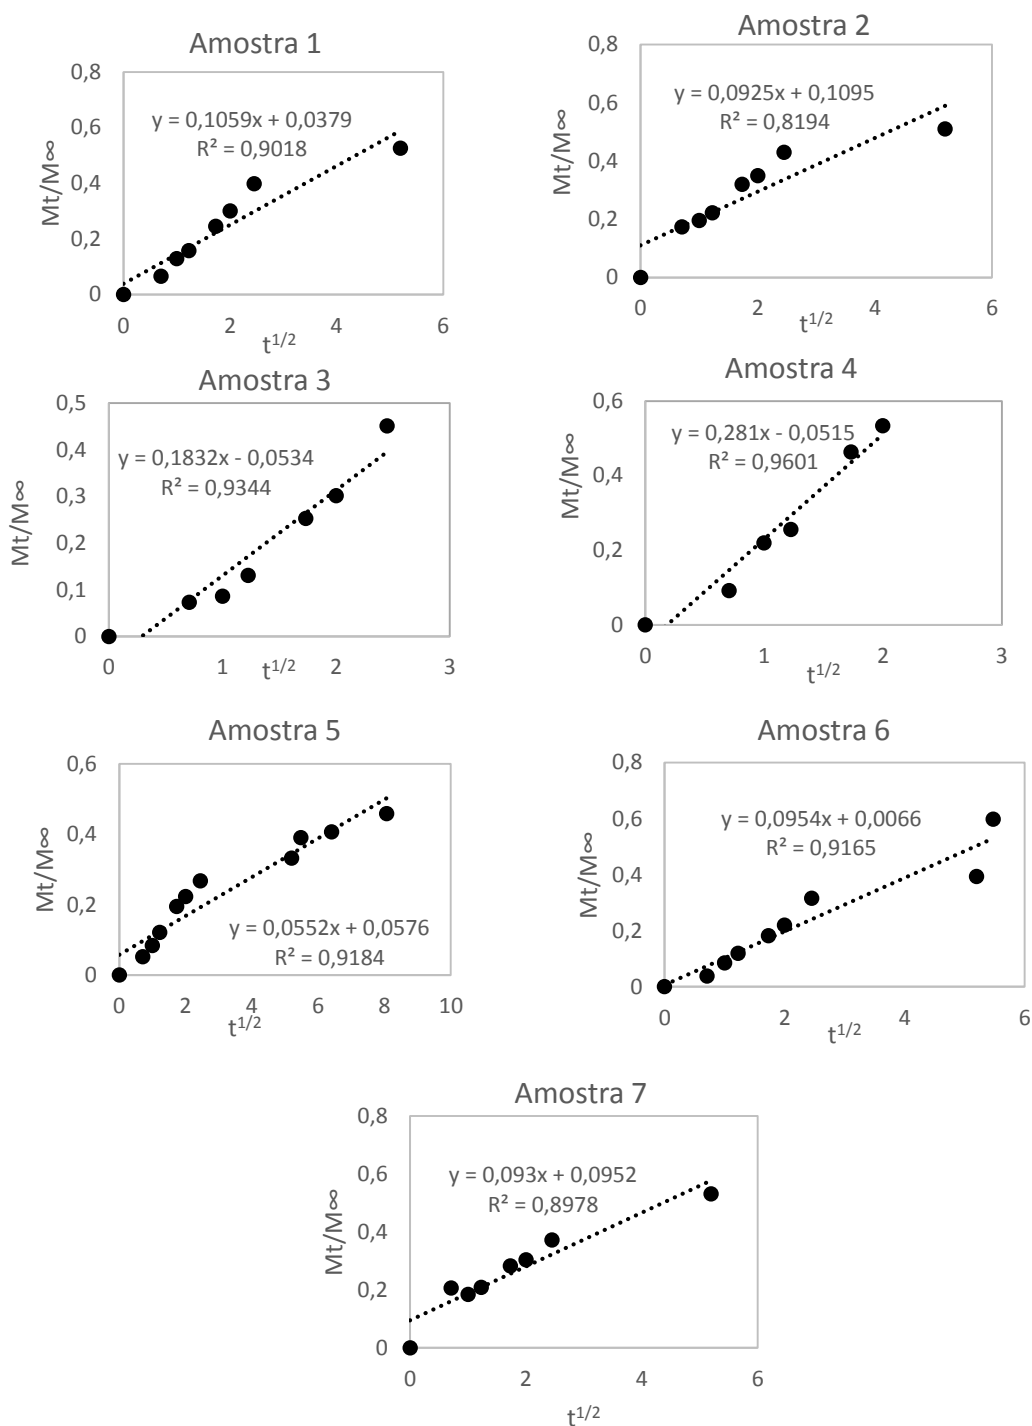 Amostra 1
Mt/M∞
0,8
0,6
0,4
0,2
0
y = 0,1059x + 0,0379
R² = 0,9018
0 2 4 6
t^1/2
Amostra 2
Mt/M∞
0,8
0,6
0,4
0,2
0
y = 0,0925x + 0,1095
R² = 0,8194
0 2 4 6
t^1/2
Amostra 3
Mt/M∞
0,5
0,4
0,3
0,2
0,1
0
y = 0,1832x - 0,0534
R² = 0,9344
0 1 2 3
t^1/2
Amostra 4
Mt/M∞
0,6
0,4
0,2
0
y = 0,281x - 0,0515
R² = 0,9601
0 1 2 3
t^1/2
Amostra 5
Mt/M∞
0,6
0,4
0,2
0
y = 0,0552x + 0,0576
R² = 0,9184
0 2 4 6 8 10
t^1/2
Amostra 6
Mt/M∞
0,8
0,6
0,4
0,2
0
y = 0,0954x + 0,0066
R² = 0,9165
0 2 4 6
t^1/2
Amostra 7
Mt/M∞
0,8
0,6
0,4
0,2
0
y = 0,093x + 0,0952
R² = 0,8978
0 2 4 6
t^1/2